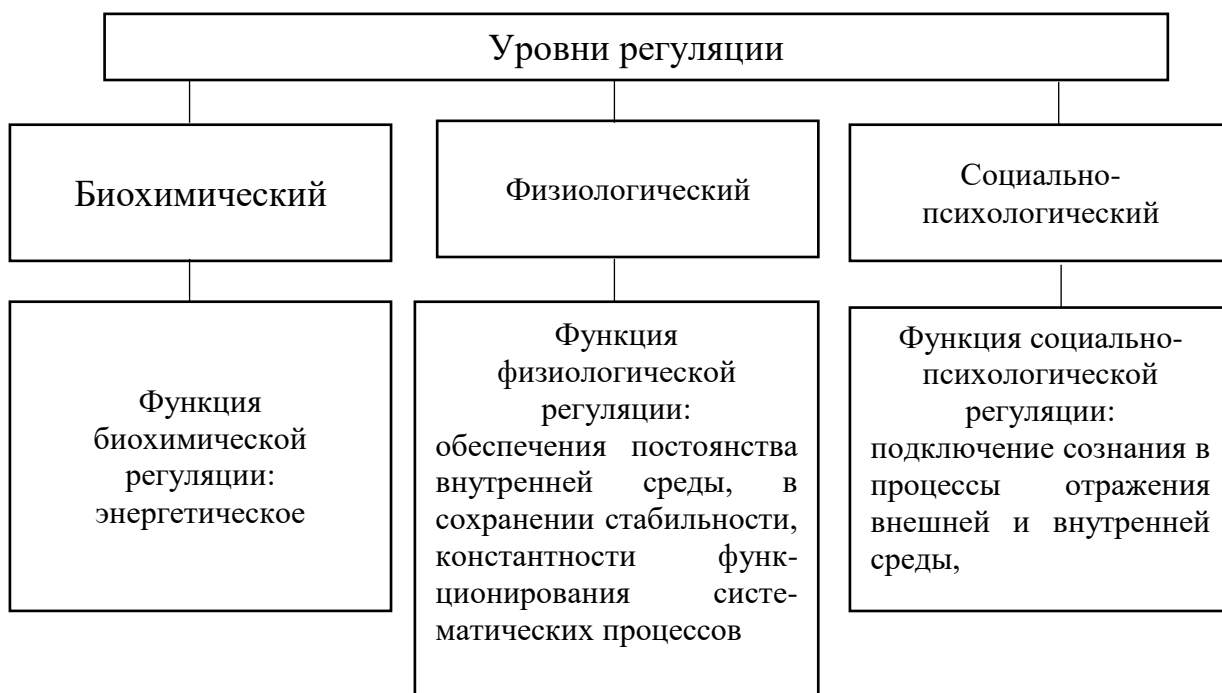 Уровни регуляции
Биохимический
Физиологический
Социально-
психологический
Функция
биохимической
регуляции:
энергетическое
Функция
физиологической
регуляции:
обеспечения постоянства
внутренней среды, в
сохранении стабильности,
константности функ-
ционирования систе-
матических процессов
Функция социально-
психологической
регуляции:
подключение сознания в
процессы отражения
внешней и внутренней
среды,